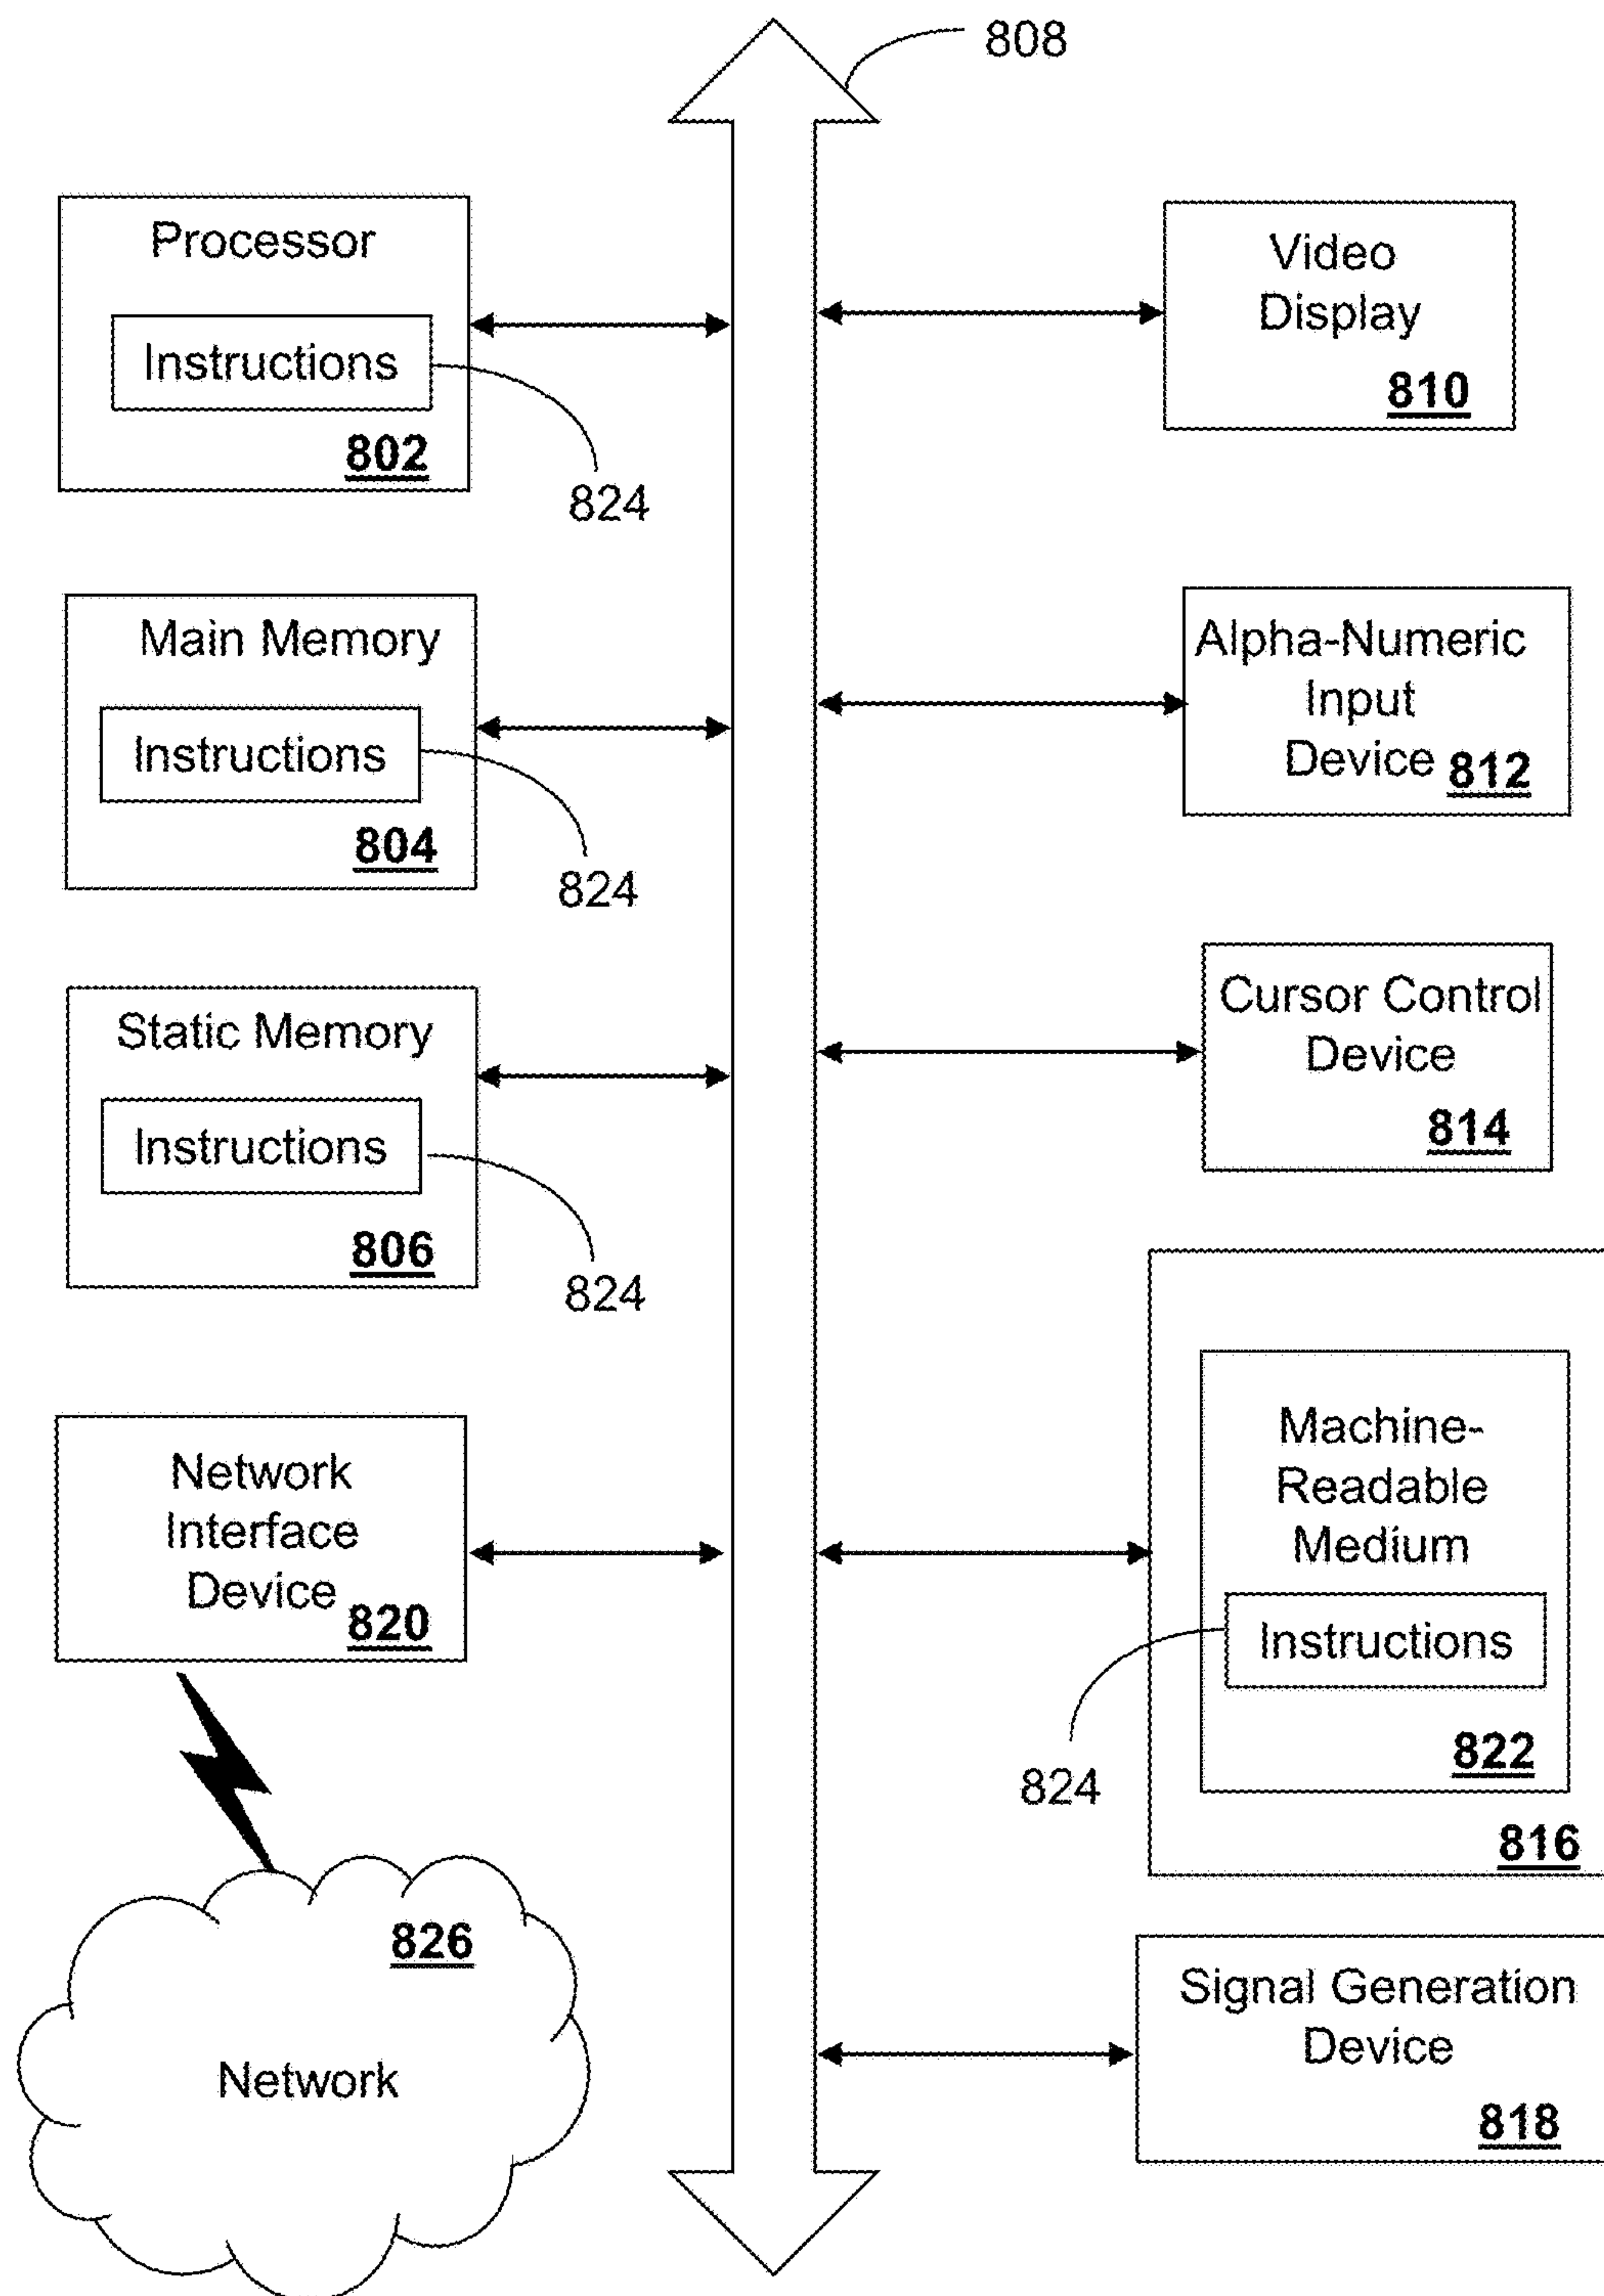 808
Processor
Instructions
802
824
Main Memory
Instructions
804
824
Static Memory
Instructions
806
824
Network
Interface
Device
820
826
Network
Video
Display
810
Alpha-Numeric
Input
Device 812
Cursor Control
Device
814
Machine-
Readable
Medium
Instructions
822
824
816
Signal Generation
Device
818